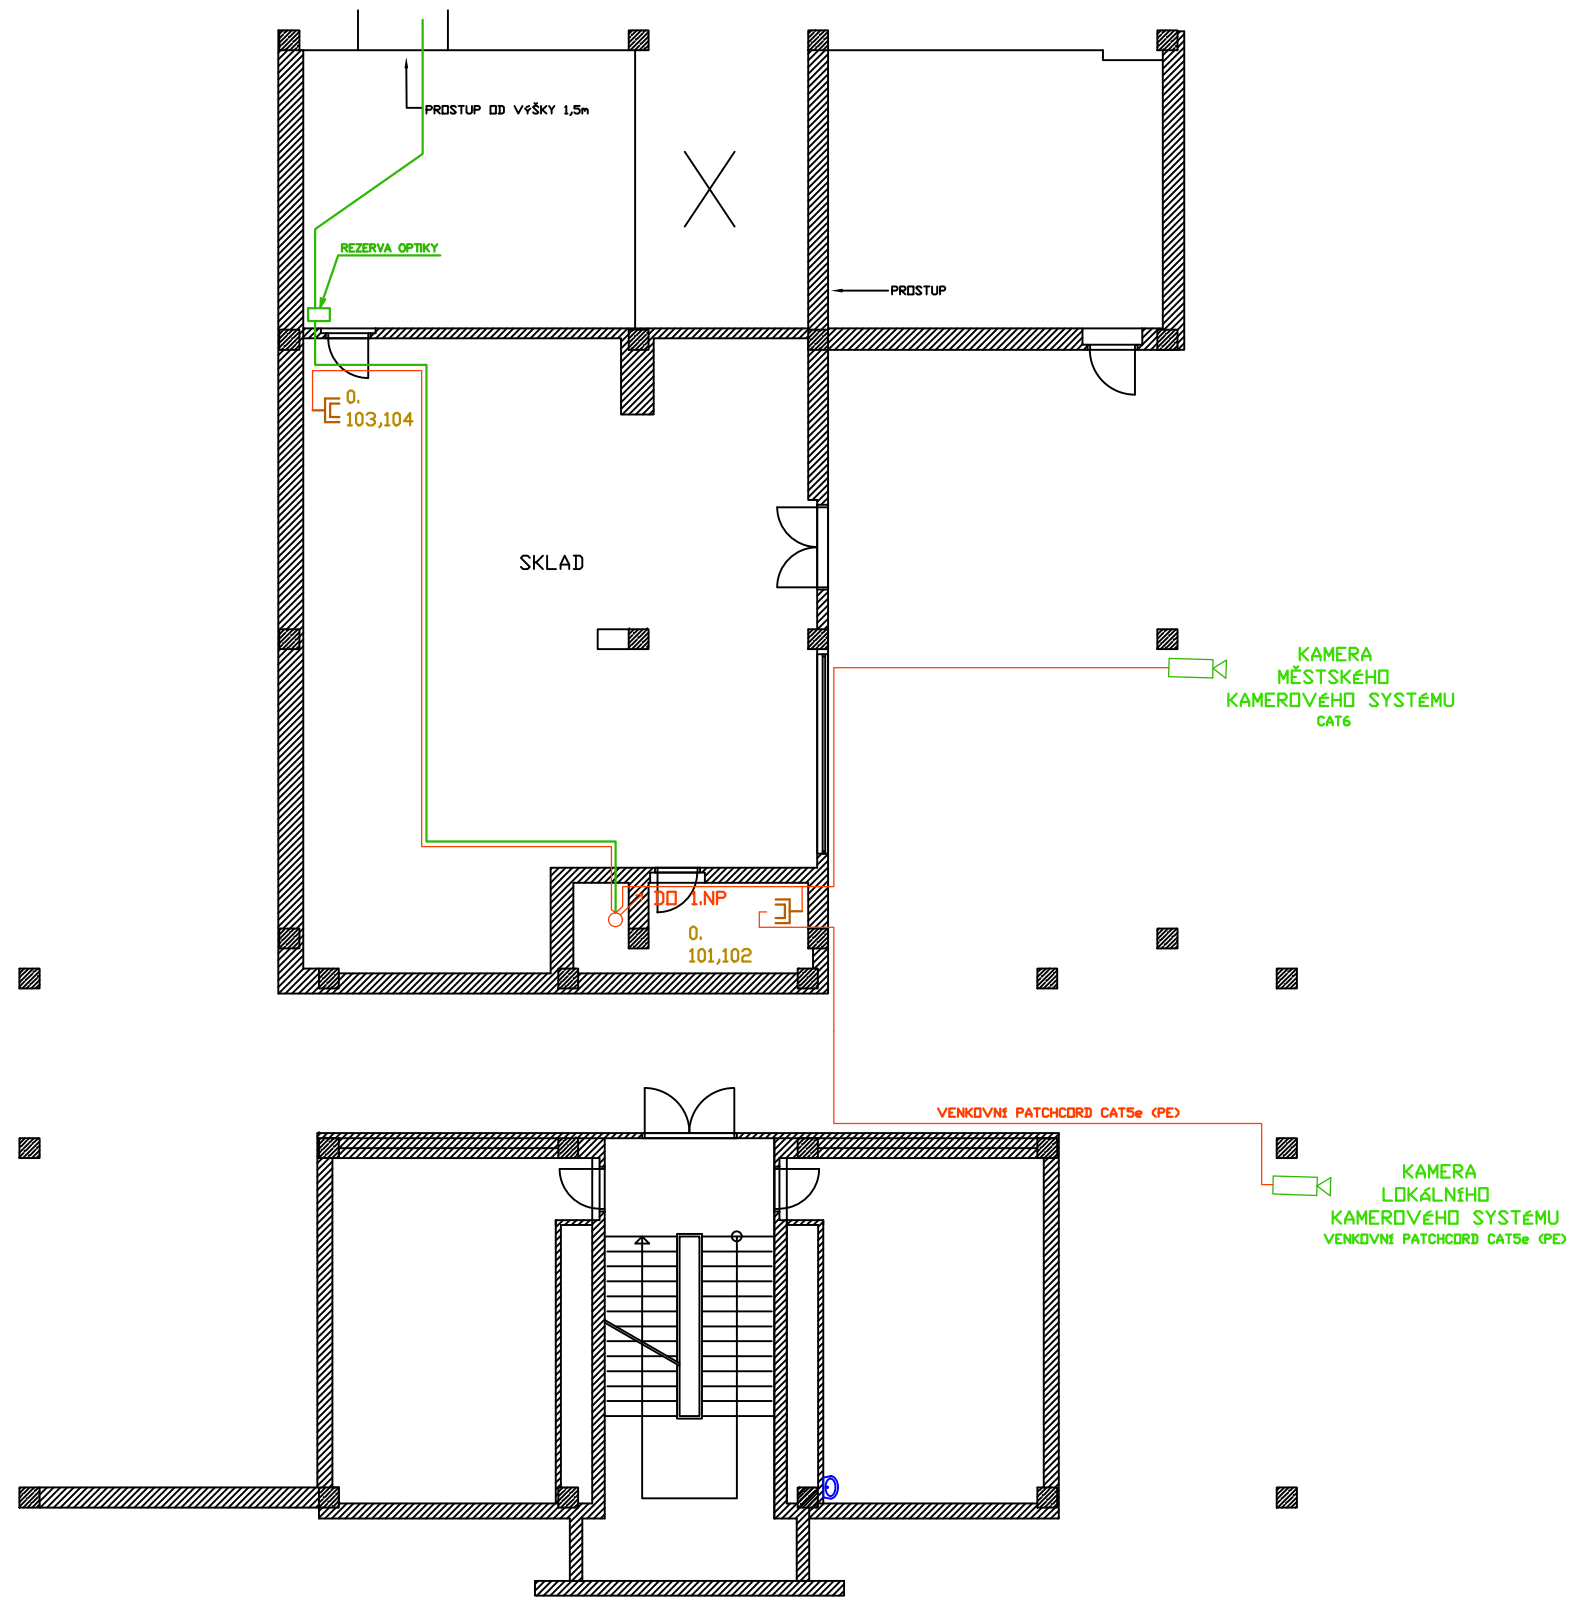 PROSTUP OD VÝŠKY 1,5m
REZERVA OPTIKY
PROSTUP
0.
103,104
SKLAD
KAMERA
MĚSTSKÉHO
KAMEROVÉHO SYSTÉMU
CAT6
DO 1.NP
0.
101,102
VENKOVNÍ PATCHCORD CAT5e (PE)
KAMERA
LOKÁLNÍHO
KAMEROVÉHO SYSTÉMU
VENKOVNÍ PATCHCORD CAT5e (PE)